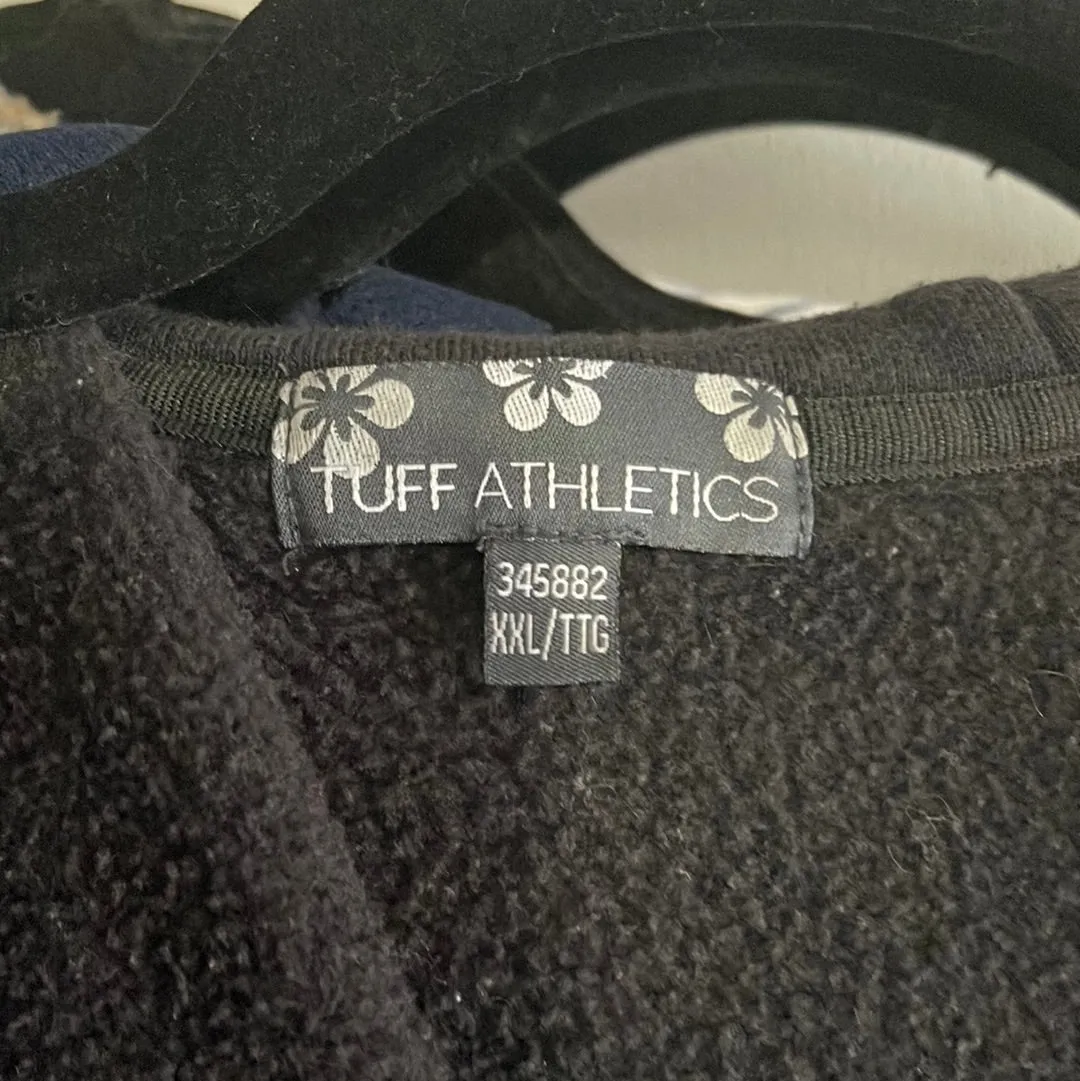 TUFF ATHLETICS
345882
XXL/TTG